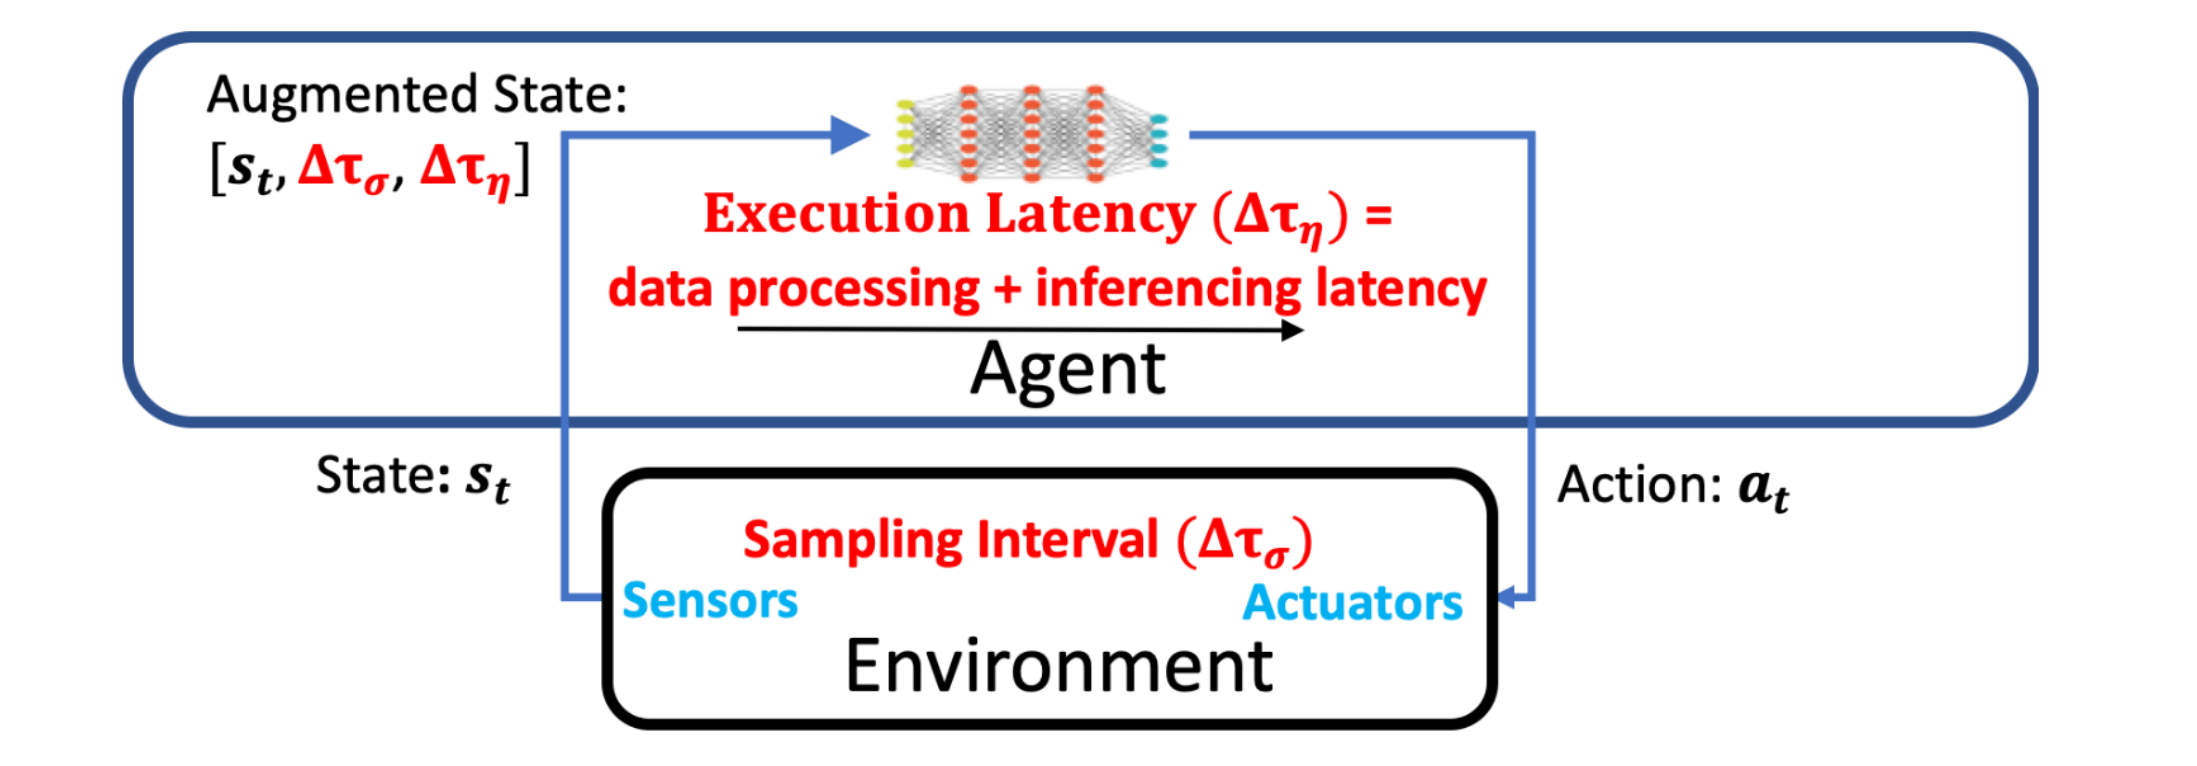 Augmented State:
[s_t, Δτ_σ, Δτ_η]
Execution Latency (Δτ_η) =
data processing + inferencing latency
Agent
State: s_t
Action: a_t
Sampling Interval (Δτ_σ)
Sensors
Actuators
Environment